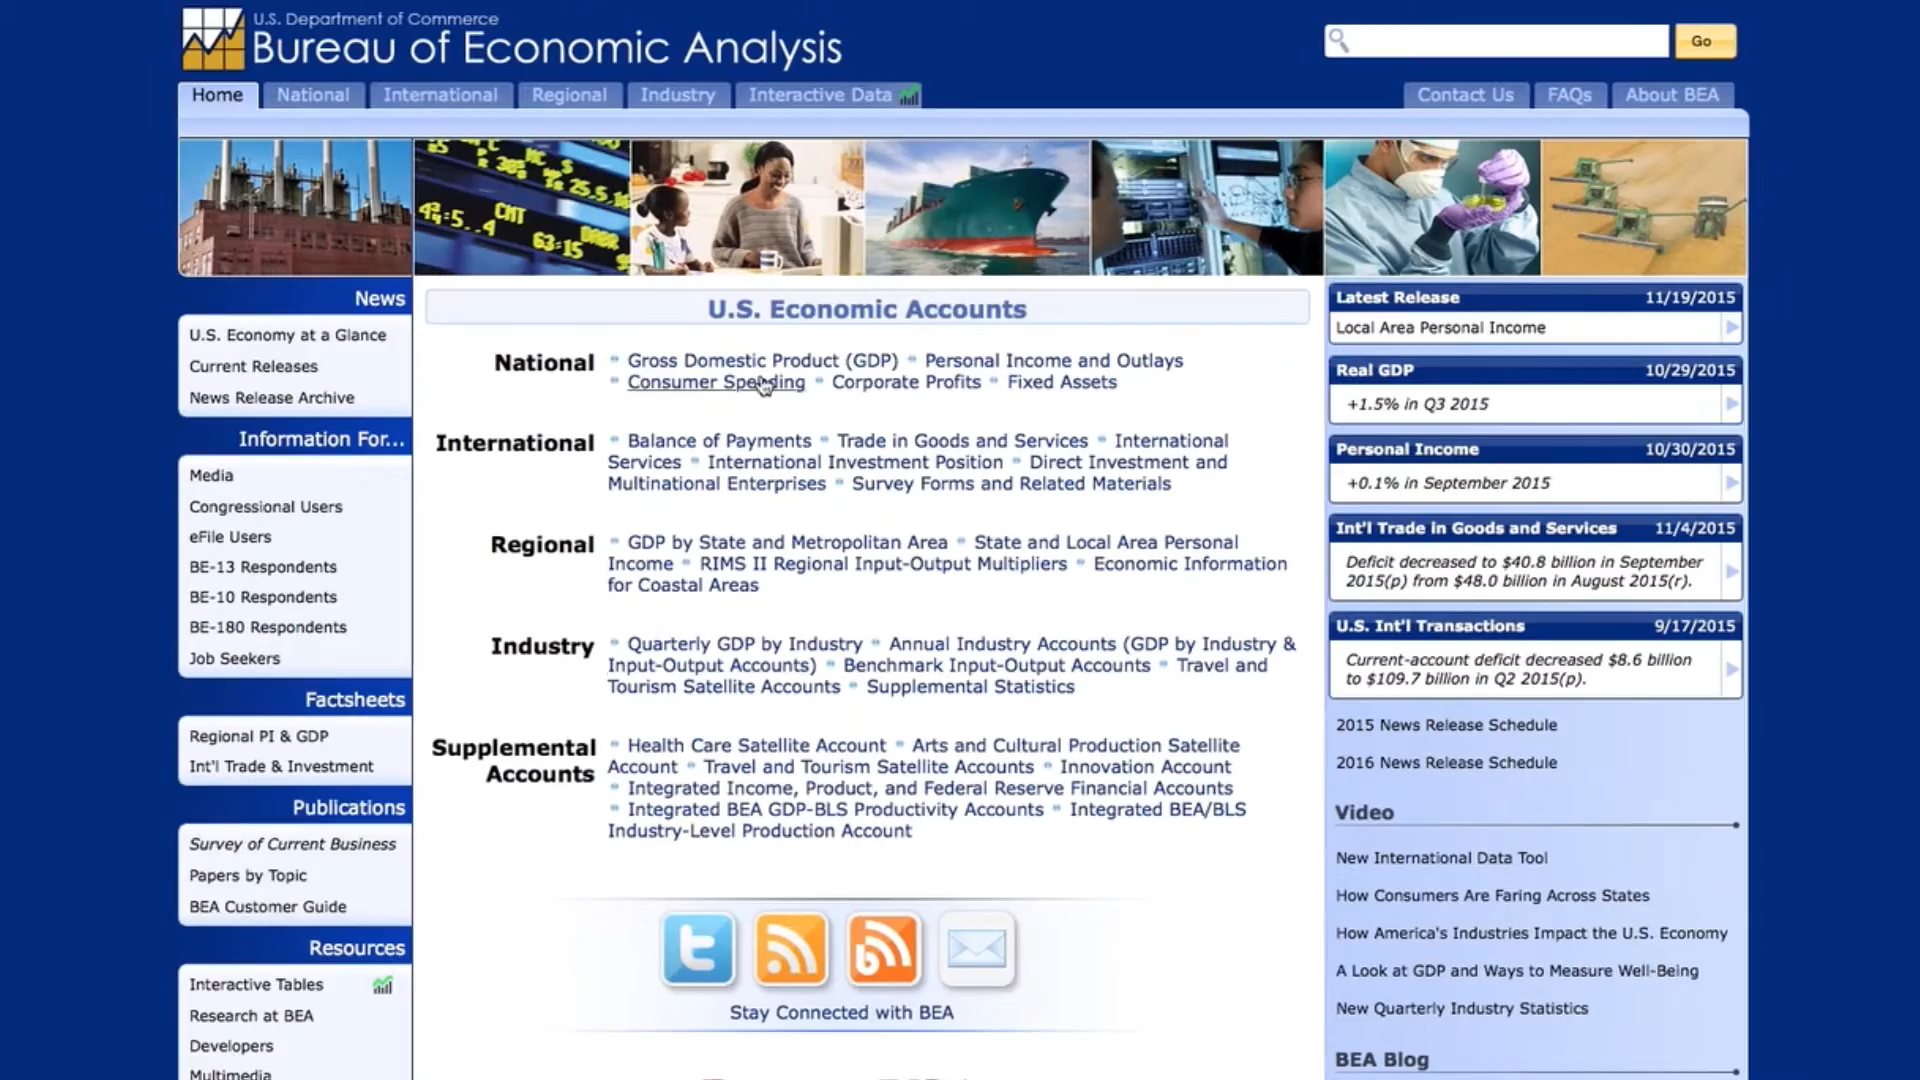 U.S. Department of Commerce
Bureau of Economic Analysis
Go
Home
National
International
Regional
Industry
Interactive Data
Contact Us
FAQs
About BEA
CNT
63:15
News
U.S. Economy at a Glance
Current Releases
News Release Archive
Information For...
Media
Congressional Users
eFile Users
BE-13 Respondents
BE-10 Respondents
BE-180 Respondents
Job Seekers
Factsheets
Regional PI & GDP
Int'l Trade & Investment
Publications
Survey of Current Business
Papers by Topic
BEA Customer Guide
Resources
Interactive Tables
Research at BEA
Developers
Multimedia
U.S. Economic Accounts
National
Gross Domestic Product (GDP) Personal Income and Outlays
Consumer Spending Corporate Profits Fixed Assets
International
Balance of Payments Trade in Goods and Services International
Services International Investment Position Direct Investment and
Multinational Enterprises Survey Forms and Related Materials
Regional
GDP by State and Metropolitan Area State and Local Area Personal
Income RIMS II Regional Input-Output Multipliers Economic Information
for Coastal Areas
Industry
Quarterly GDP by Industry Annual Industry Accounts (GDP by Industry &
Input-Output Accounts) Benchmark Input-Output Accounts Travel and
Tourism Satellite Accounts Supplemental Statistics
Supplemental
Accounts
Health Care Satellite Account Arts and Cultural Production Satellite
Account Travel and Tourism Satellite Accounts Innovation Account
Integrated Income, Product, and Federal Reserve Financial Accounts
Integrated BEA GDP-BLS Productivity Accounts Integrated BEA/BLS
Industry-Level Production Account
Stay Connected with BEA
Latest Release 11/19/2015
Local Area Personal Income
Real GDP 10/29/2015
+1.5% in Q3 2015
Personal Income 10/30/2015
+0.1% in September 2015
Int'l Trade in Goods and Services 11/4/2015
Deficit decreased to $40.8 billion in September
2015(p) from $48.0 billion in August 2015(r).
U.S. Int'l Transactions 9/17/2015
Current-account deficit decreased $8.6 billion
to $109.7 billion in Q2 2015(p).
2015 News Release Schedule
2016 News Release Schedule
Video
New International Data Tool
How Consumers Are Faring Across States
How America's Industries Impact the U.S. Economy
A Look at GDP and Ways to Measure Well-Being
New Quarterly Industry Statistics
BEA Blog